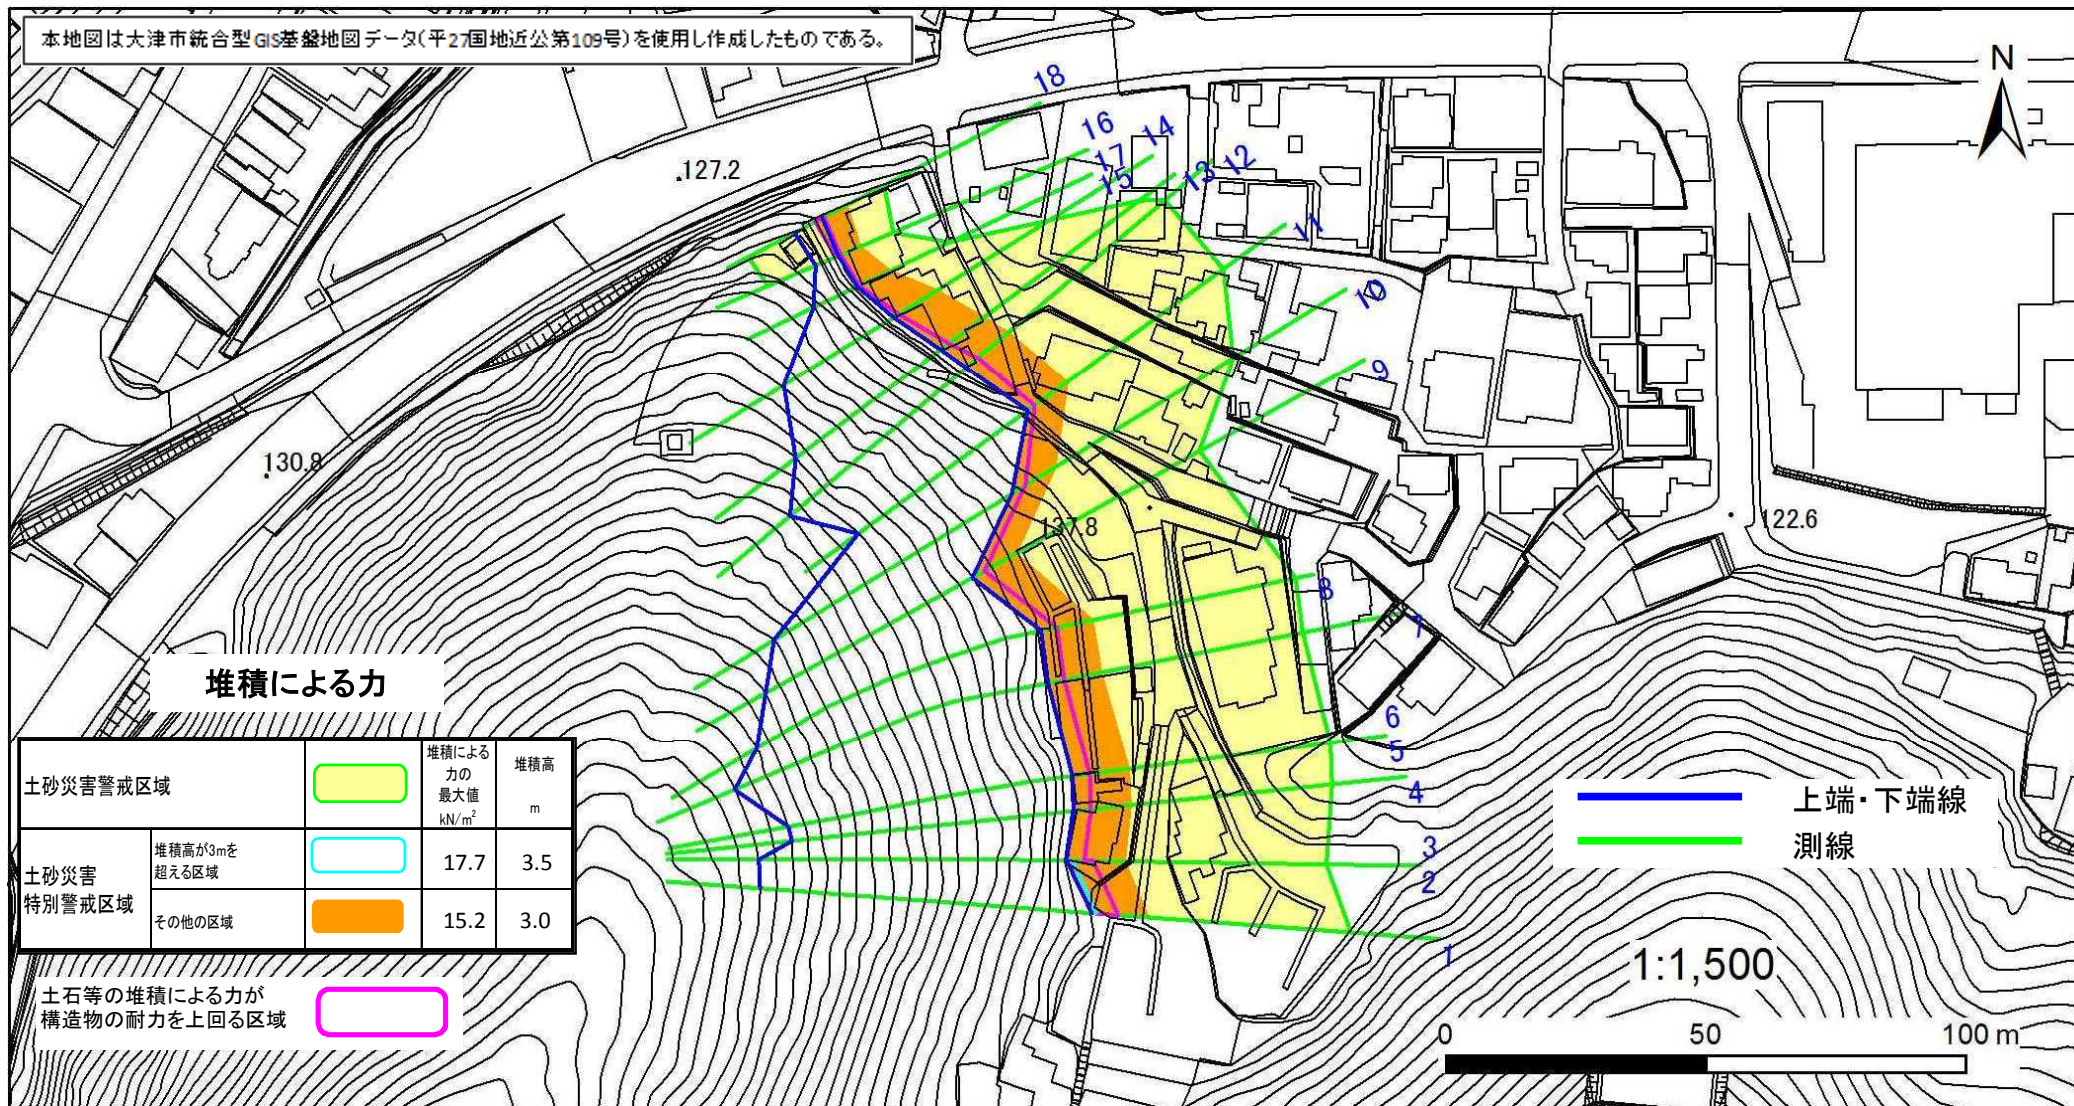 本地図は大津市統合型GIS基盤地図データ(平27国地近公第109号)を使用し作成したものである。
N
18
16
17
14
15
13
12
11
10
9
8
7
6
5
4
3
2
1
127.2
130.8
137.8
122.6
堆積による力
土砂災害警戒区域
堆積による
力の
最大値
kN/m²
堆積高
m
土砂災害
特別警戒区域
堆積高が3mを
超える区域
17.7
3.5
その他の区域
15.2
3.0
土石等の堆積による力が
構造物の耐力を上回る区域
上端・下端線
測線
1:1,500
0 50 100 m